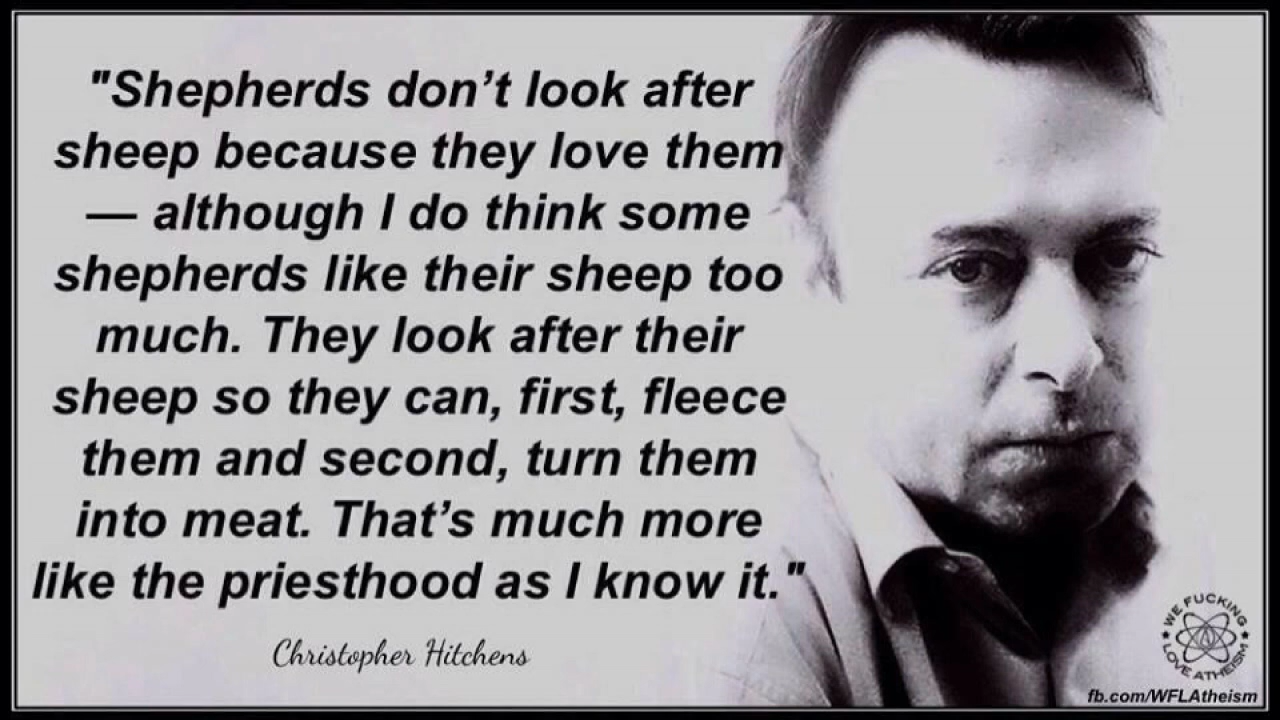 "Shepherds don’t look after
sheep because they love them
— although I do think some
shepherds like their sheep too
much. They look after their
sheep so they can, first, fleece
them and second, turn them
into meat. That’s much more
like the priesthood as I know it."
Christopher Hitchens
WE FUCKING
LOVE ATHEISM
fb.com/WFLAtheism